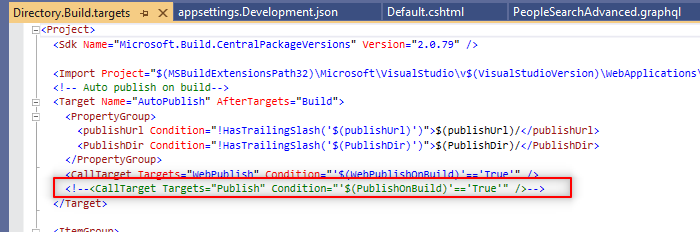 Directory.Build.targets appsettings.Development.json Default.cshtml PeopleSearchAdvanced.graphql
<Project>
<Sdk Name="Microsoft.Build.CentralPackageVersions" Version="2.0.79" />
<Import Project="$(MSBuildExtensionsPath32)\Microsoft\VisualStudio\v$(VisualStudioVersion)\WebApplications\
<!-- Auto publish on build-->
<Target Name="AutoPublish" AfterTargets="Build">
<PropertyGroup>
<publishUrl Condition="!HasTrailingSlash('$(publishUrl)')">$(publishUrl)/</publishUrl>
<PublishDir Condition="!HasTrailingSlash('$(PublishDir)')">$(PublishDir)/</PublishDir>
</PropertyGroup>
<CallTarget Targets="WebPublish" Condition="'$(WebPublishOnBuild)'=='True'" />
<!--<CallTarget Targets="Publish" Condition="'$(PublishOnBuild)'=='True'" />-->
</Target>
<ItemGroup>